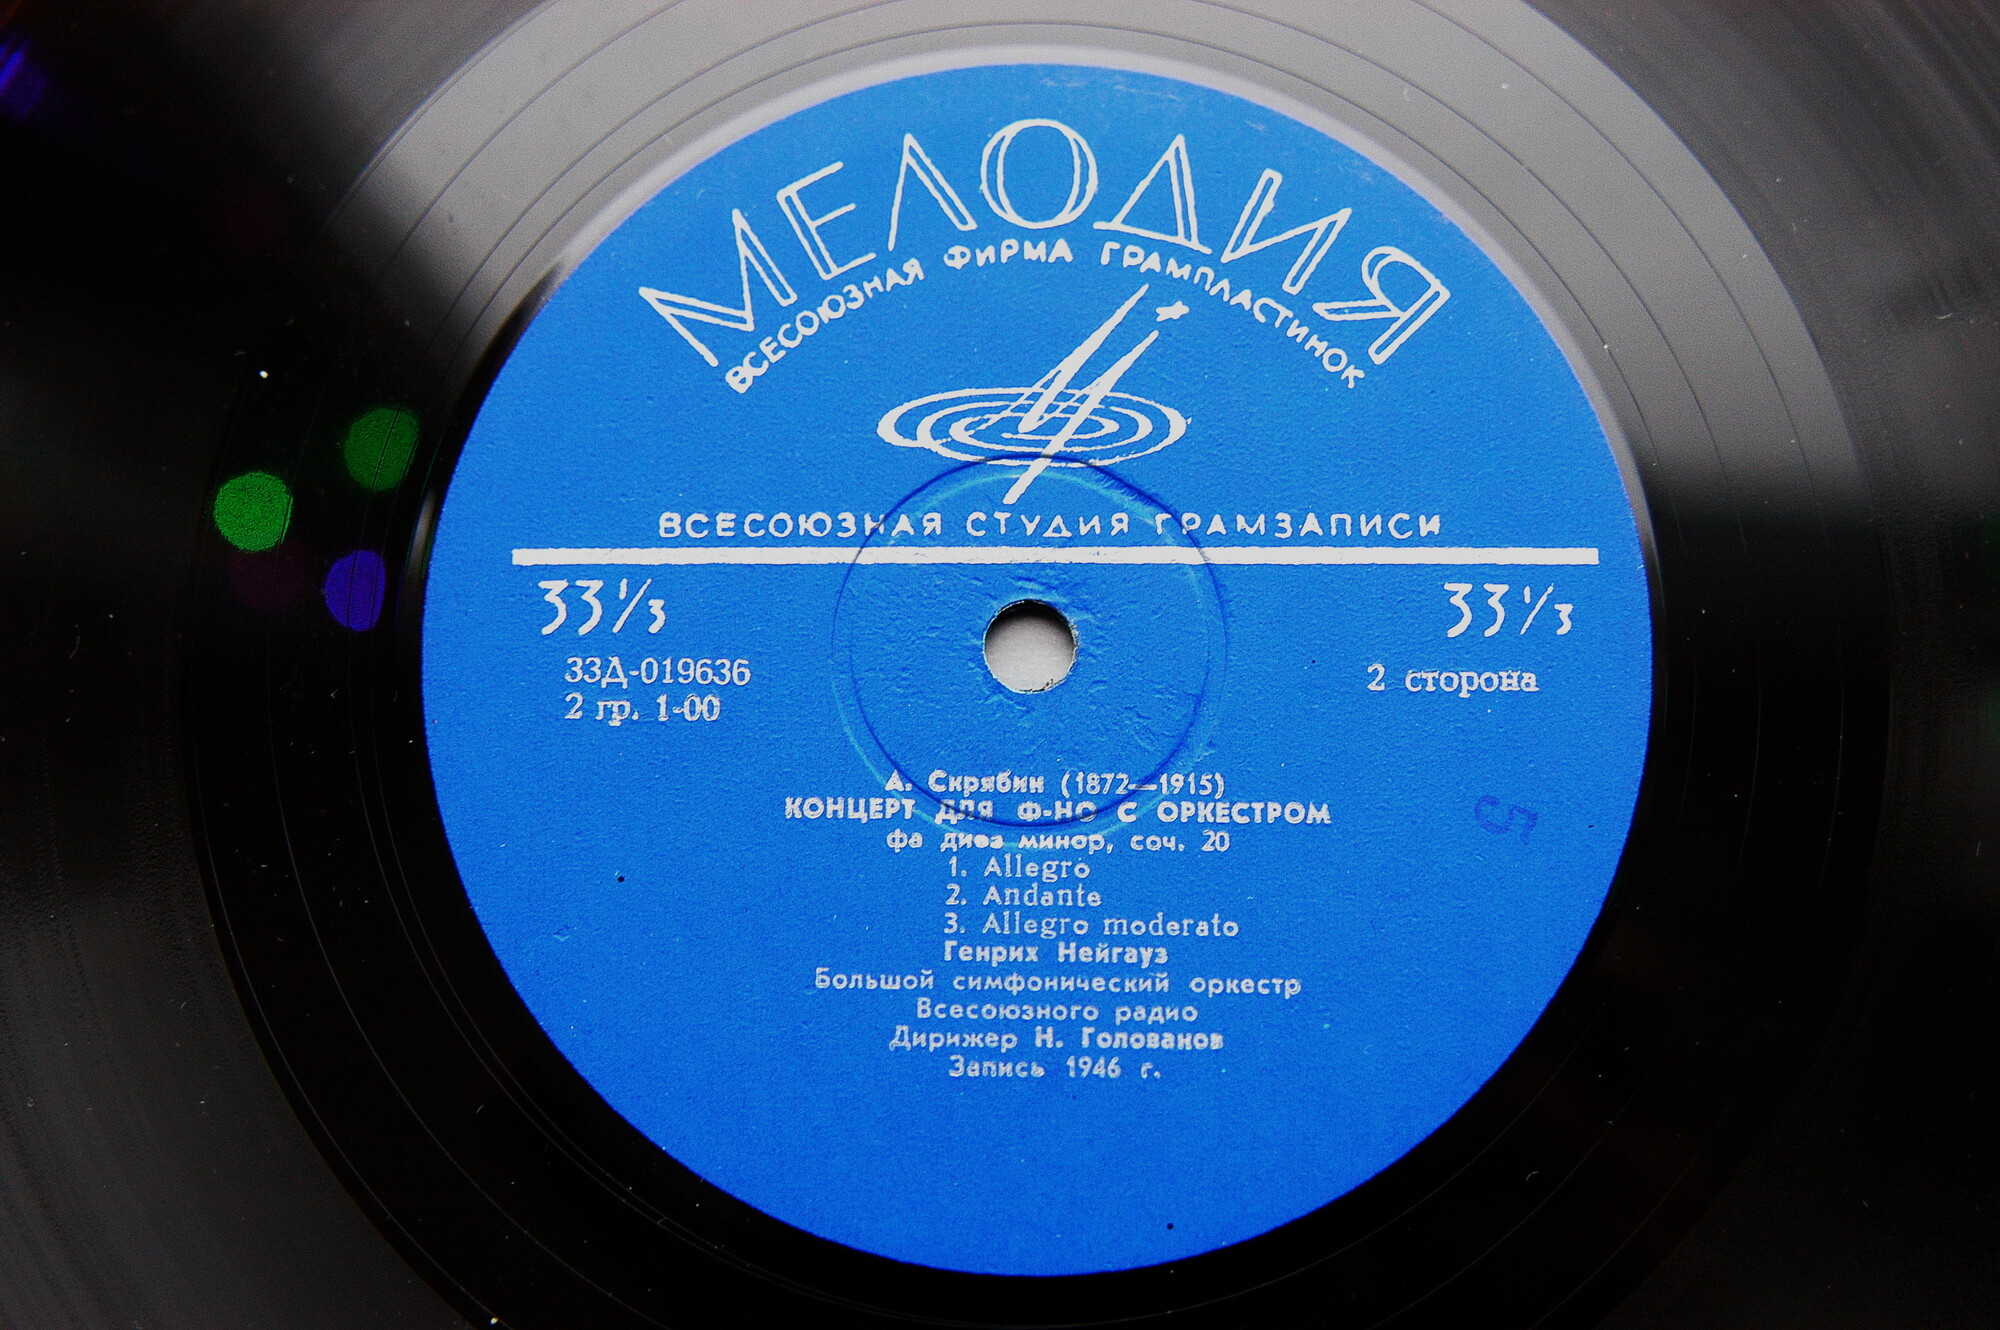 МЕЛОДИЯ
ВСЕСОЮЗНАЯ ФИРМА ГРАМПЛАСТИНОК
ВСЕСОЮЗНАЯ СТУДИЯ ГРАМЗАПИСИ
33⅓ 33⅓
33Д-019636 2 сторона
2 гр. 1-00
А. Скрябин (1872—1915)
КОНЦЕРТ ДЛЯ Ф-НО С ОРКЕСТРОМ
фа диез минор, соч. 20
1. Allegro
2. Andante
3. Allegro moderato
Генрих Нейгауз
Большой симфонический оркестр
Всесоюзного радио
Дирижер Н. Голованов
Запись 1946 г.